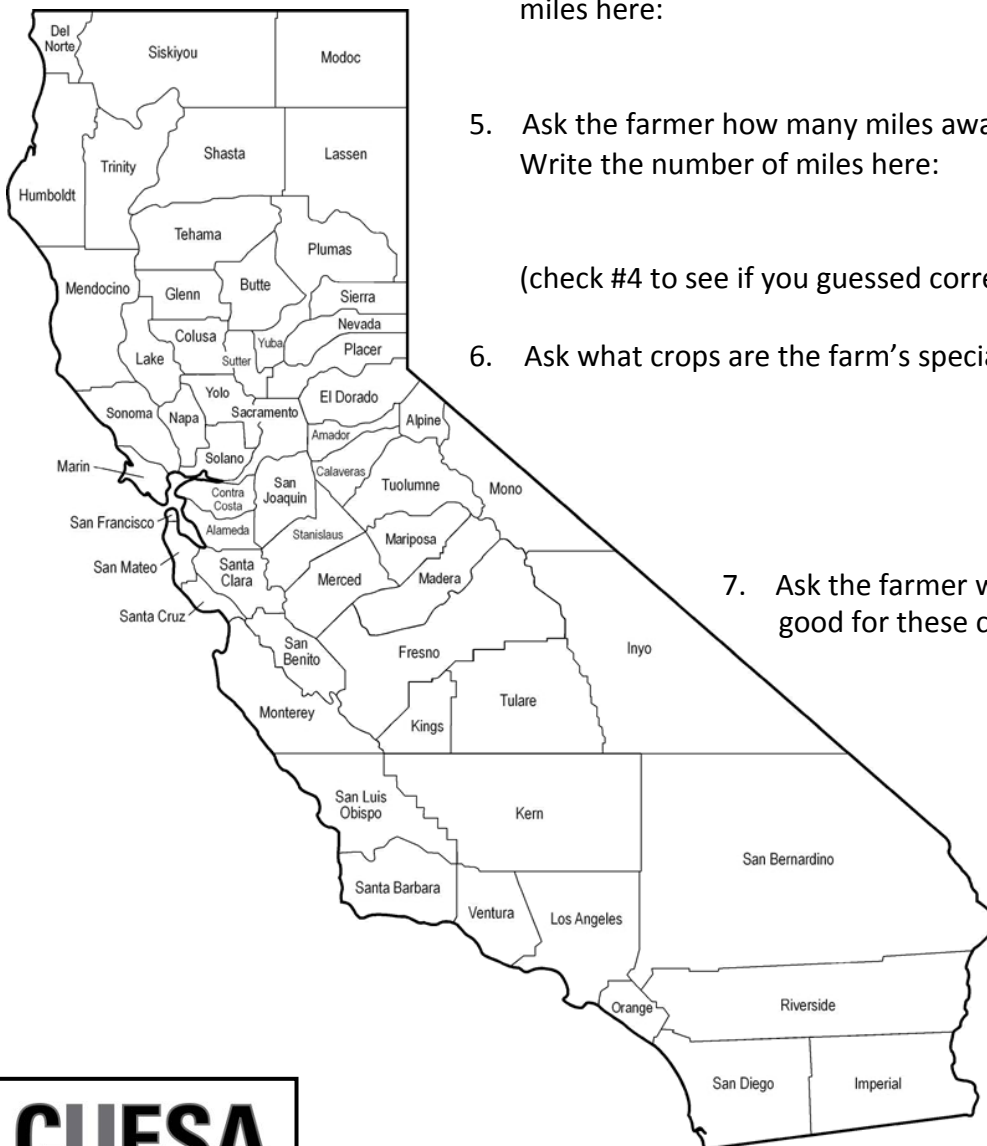 miles here:
5. Ask the farmer how many miles awa
Write the number of miles here:
(check #4 to see if you guessed corre
6. Ask what crops are the farm’s specia
7. Ask the farmer w
good for these c
Del
Norte
Siskiyou
Modoc
Humboldt
Trinity
Shasta
Lassen
Tehama
Plumas
Mendocino
Glenn
Butte
Sierra
Nevada
Placer
Colusa
Lake
Sutter
Yuba
Yolo
El Dorado
Sonoma
Napa
Sacramento
Alpine
Amador
Solano
Marin
Calaveras
Contra
Costa
San
Joaquin
Tuolumne
Mono
San Francisco
Alameda
Stanislaus
Mariposa
San Mateo
Santa
Clara
Merced
Madera
Santa Cruz
San
Benito
Fresno
Inyo
Monterey
Tulare
Kings
San Luis
Obispo
Kern
San Bernardino
Santa Barbara
Ventura
Los Angeles
Orange
Riverside
San Diego
Imperial
CUESA